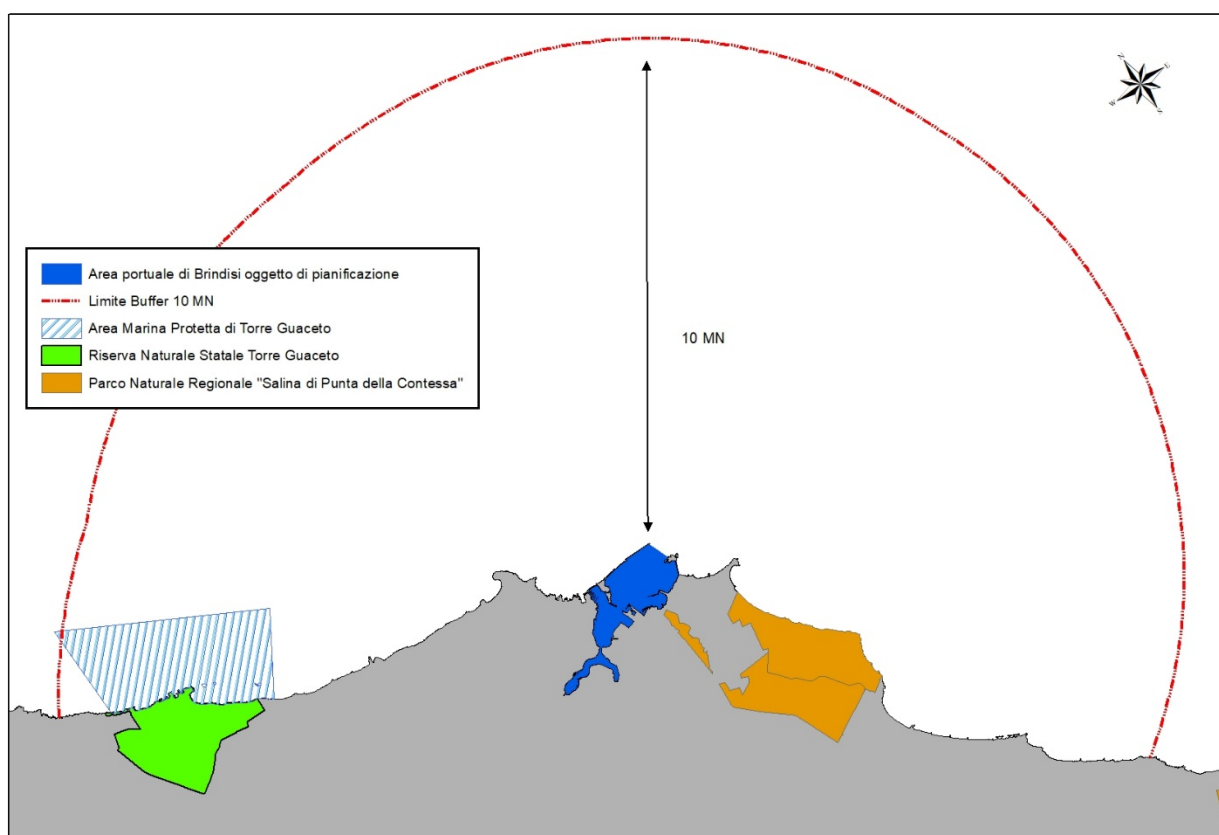 Area portuale di Brindisi oggetto di pianificazione
Limite Buffer 10 MN
Area Marina Protetta di Torre Guaceto
Riserva Naturale Statale Torre Guaceto
Parco Naturale Regionale "Salina di Punta della Contessa"
10 MN
N
E
W
S